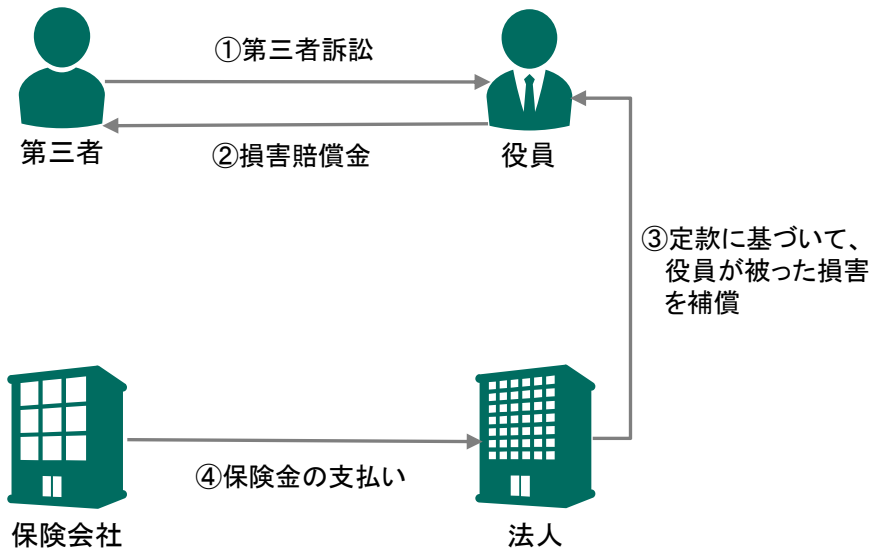 ①第三者訴訟
第三者
②損害賠償金
役員
③定款に基づいて、
役員が被った損害
を補償
④保険金の支払い
保険会社
法人